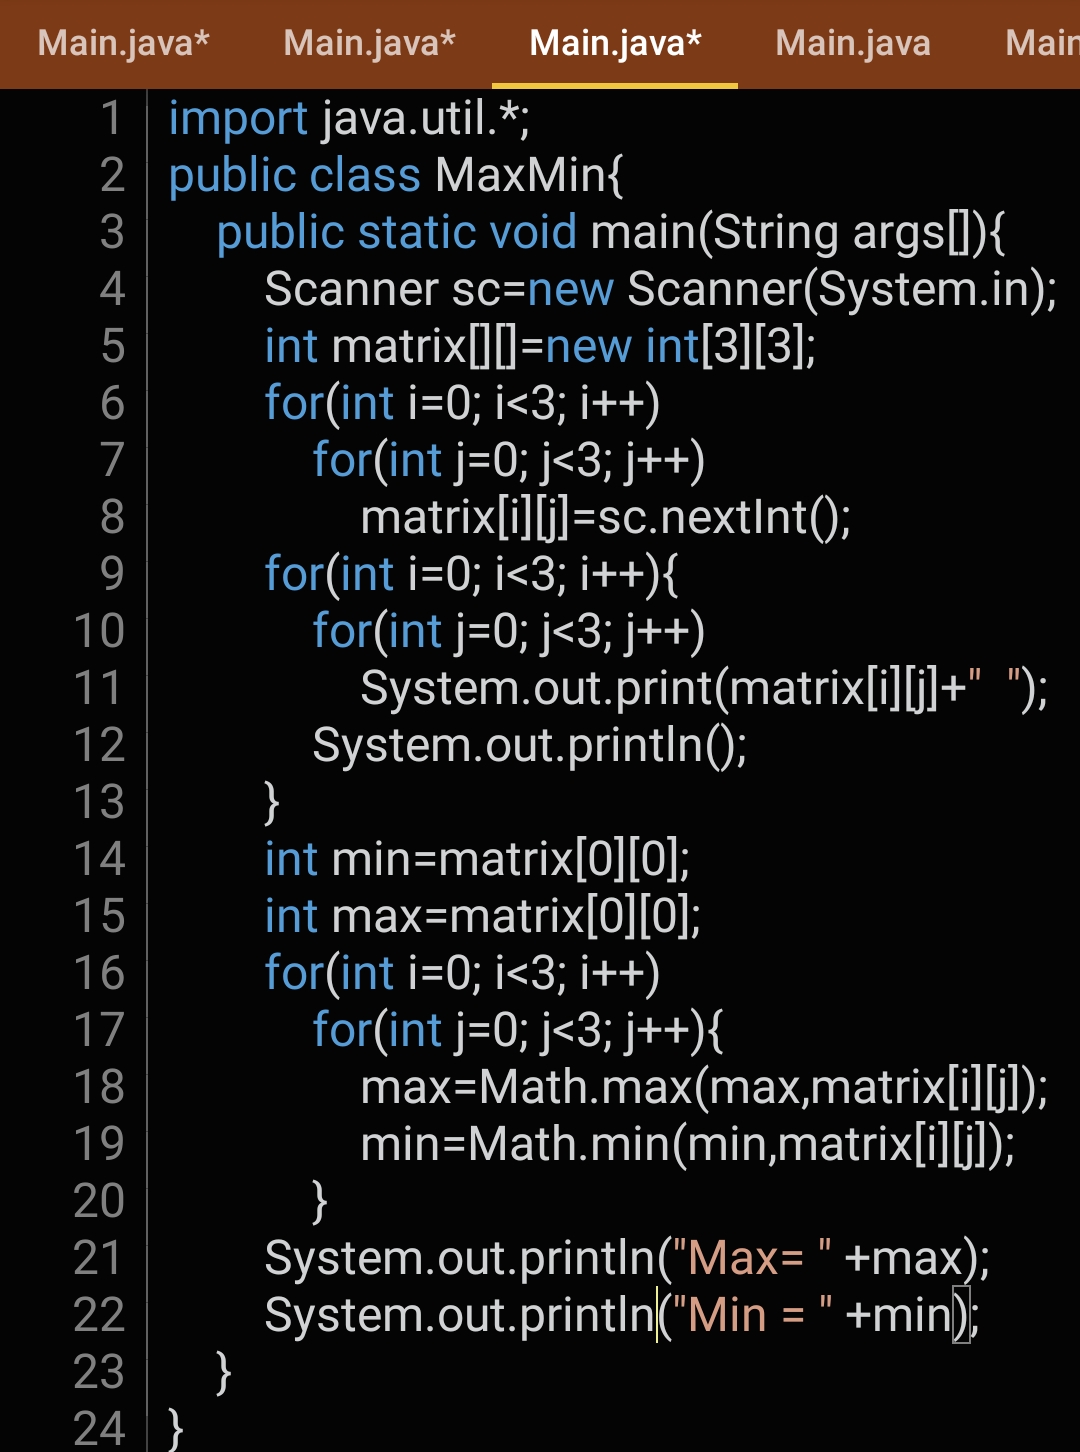 Main.java* Main.java* Main.java* Main.java Main
1 import java.util.*;
2 public class MaxMin{
3 public static void main(String args[]){
4 Scanner sc=new Scanner(System.in);
5 int matrix[][]=new int[3][3];
6 for(int i=0; i<3; i++)
7 for(int j=0; j<3; j++)
8 matrix[i][j]=sc.nextInt();
9 for(int i=0; i<3; i++){
10 for(int j=0; j<3; j++)
11 System.out.print(matrix[i][j]+"  ");
12 System.out.println();
13 }
14 int min=matrix[0][0];
15 int max=matrix[0][0];
16 for(int i=0; i<3; i++)
17 for(int j=0; j<3; j++){
18 max=Math.max(max,matrix[i][j]);
19 min=Math.min(min,matrix[i][j]);
20 }
21 System.out.println("Max= " +max);
22 System.out.println("Min = " +min);
23 }
24 }